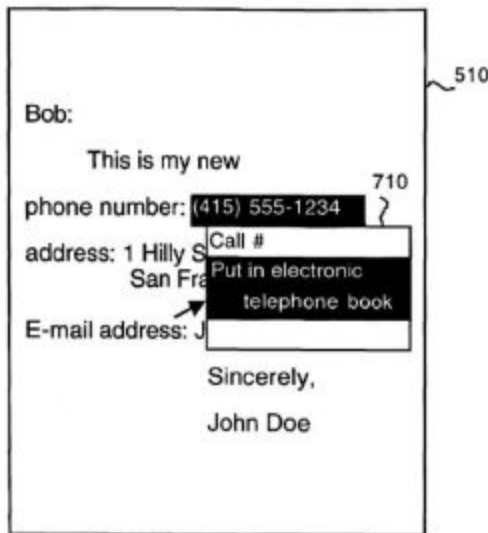 510
Bob:
This is my new
710
phone number: (415) 555-1234
Call #
address: 1 Hilly S
Put in electronic
San Fra
telephone book
E-mail address: J
Sincerely,
John Doe